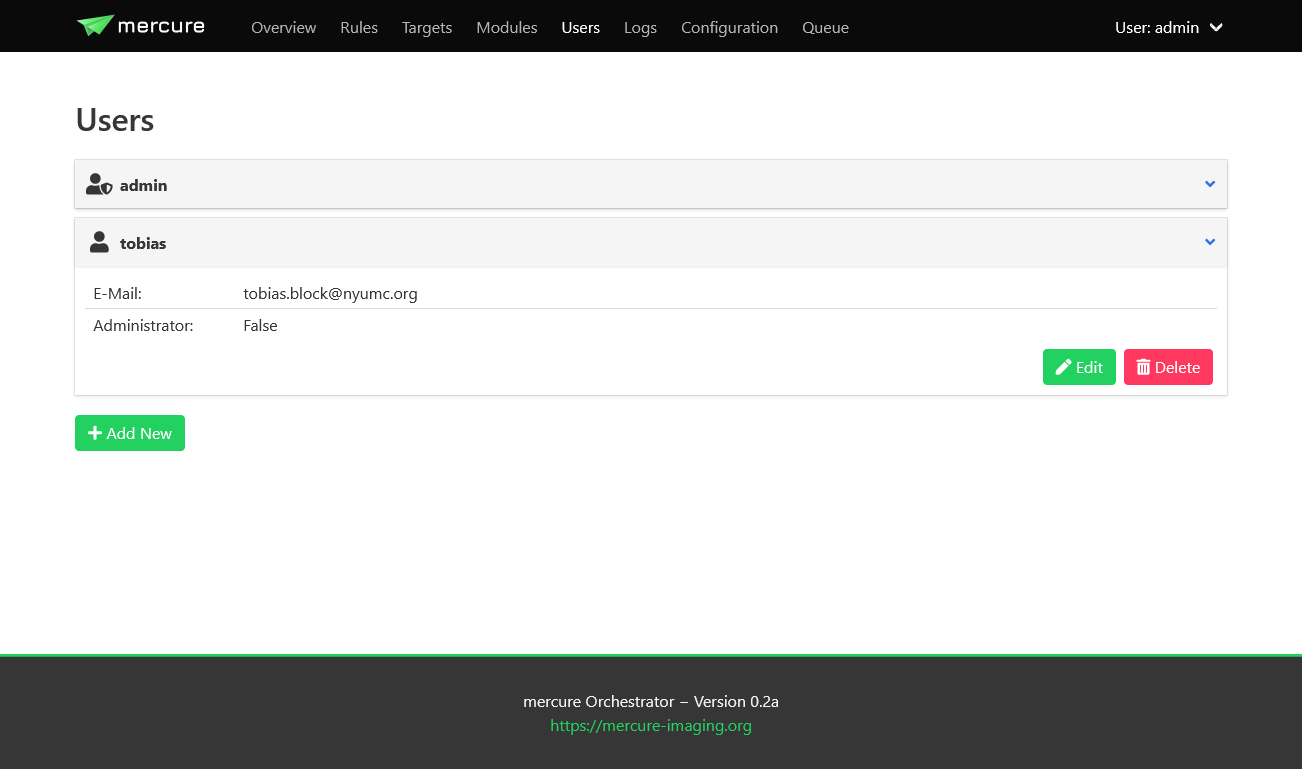 mercure Overview Rules Targets Modules Users Logs Configuration Queue User: admin
Users
admin
tobias
E-Mail: tobias.block@nyumc.org
Administrator: False
Edit Delete
Add New
mercure Orchestrator – Version 0.2a
https://mercure-imaging.org